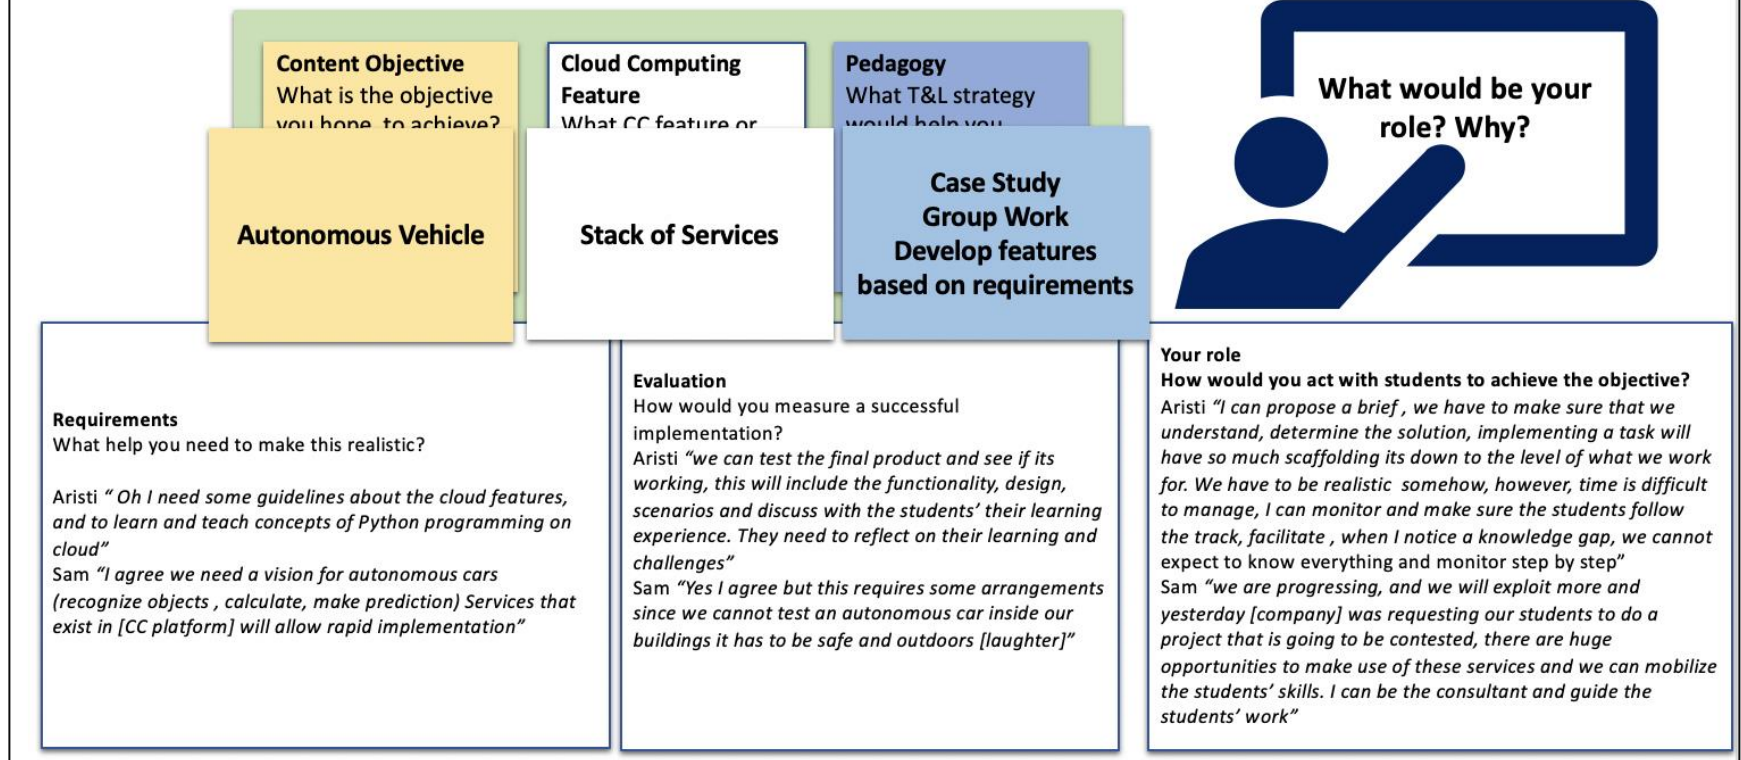 Content Objective
What is the objective
you hope to achieve?
Cloud Computing
Feature
What CC feature or
Pedagogy
What T&L strategy
would help you
What would be your
role? Why?
Autonomous Vehicle
Stack of Services
Case Study
Group Work
Develop features
based on requirements
Requirements
What help you need to make this realistic?
Aristi “ Oh I need some guidelines about the cloud features,
and to learn and teach concepts of Python programming on
cloud”
Sam “I agree we need a vision for autonomous cars
(recognize objects , calculate, make prediction) Services that
exist in [CC platform] will allow rapid implementation”
Evaluation
How would you measure a successful
implementation?
Aristi “we can test the final product and see if its
working, this will include the functionality, design,
scenarios and discuss with the students’ their learning
experience. They need to reflect on their learning and
challenges”
Sam “Yes I agree but this requires some arrangements
since we cannot test an autonomous car inside our
buildings it has to be safe and outdoors [laughter]”
Your role
How would you act with students to achieve the objective?
Aristi “I can propose a brief , we have to make sure that we
understand, determine the solution, implementing a task will
have so much scaffolding its down to the level of what we work
for. We have to be realistic somehow, however, time is difficult
to manage, I can monitor and make sure the students follow
the track, facilitate , when I notice a knowledge gap, we cannot
expect to know everything and monitor step by step”
Sam “we are progressing, and we will exploit more and
yesterday [company] was requesting our students to do a
project that is going to be contested, there are huge
opportunities to make use of these services and we can mobilize
the students’ skills. I can be the consultant and guide the
students’ work”